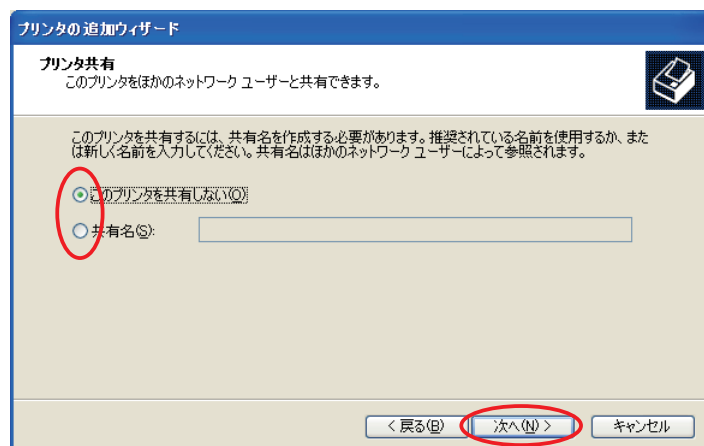 プリンタの追加ウィザード
プリンタ共有
このプリンタをほかのネットワーク ユーザーと共有できます。
このプリンタを共有するには、共有名を作成する必要があります。推奨されている名前を使用するか、また
は新しく名前を入力してください。共有名はほかのネットワーク ユーザーによって参照されます。
このプリンタを共有しない(O)
共有名(S):
< 戻る(B) 次へ(N) > キャンセル